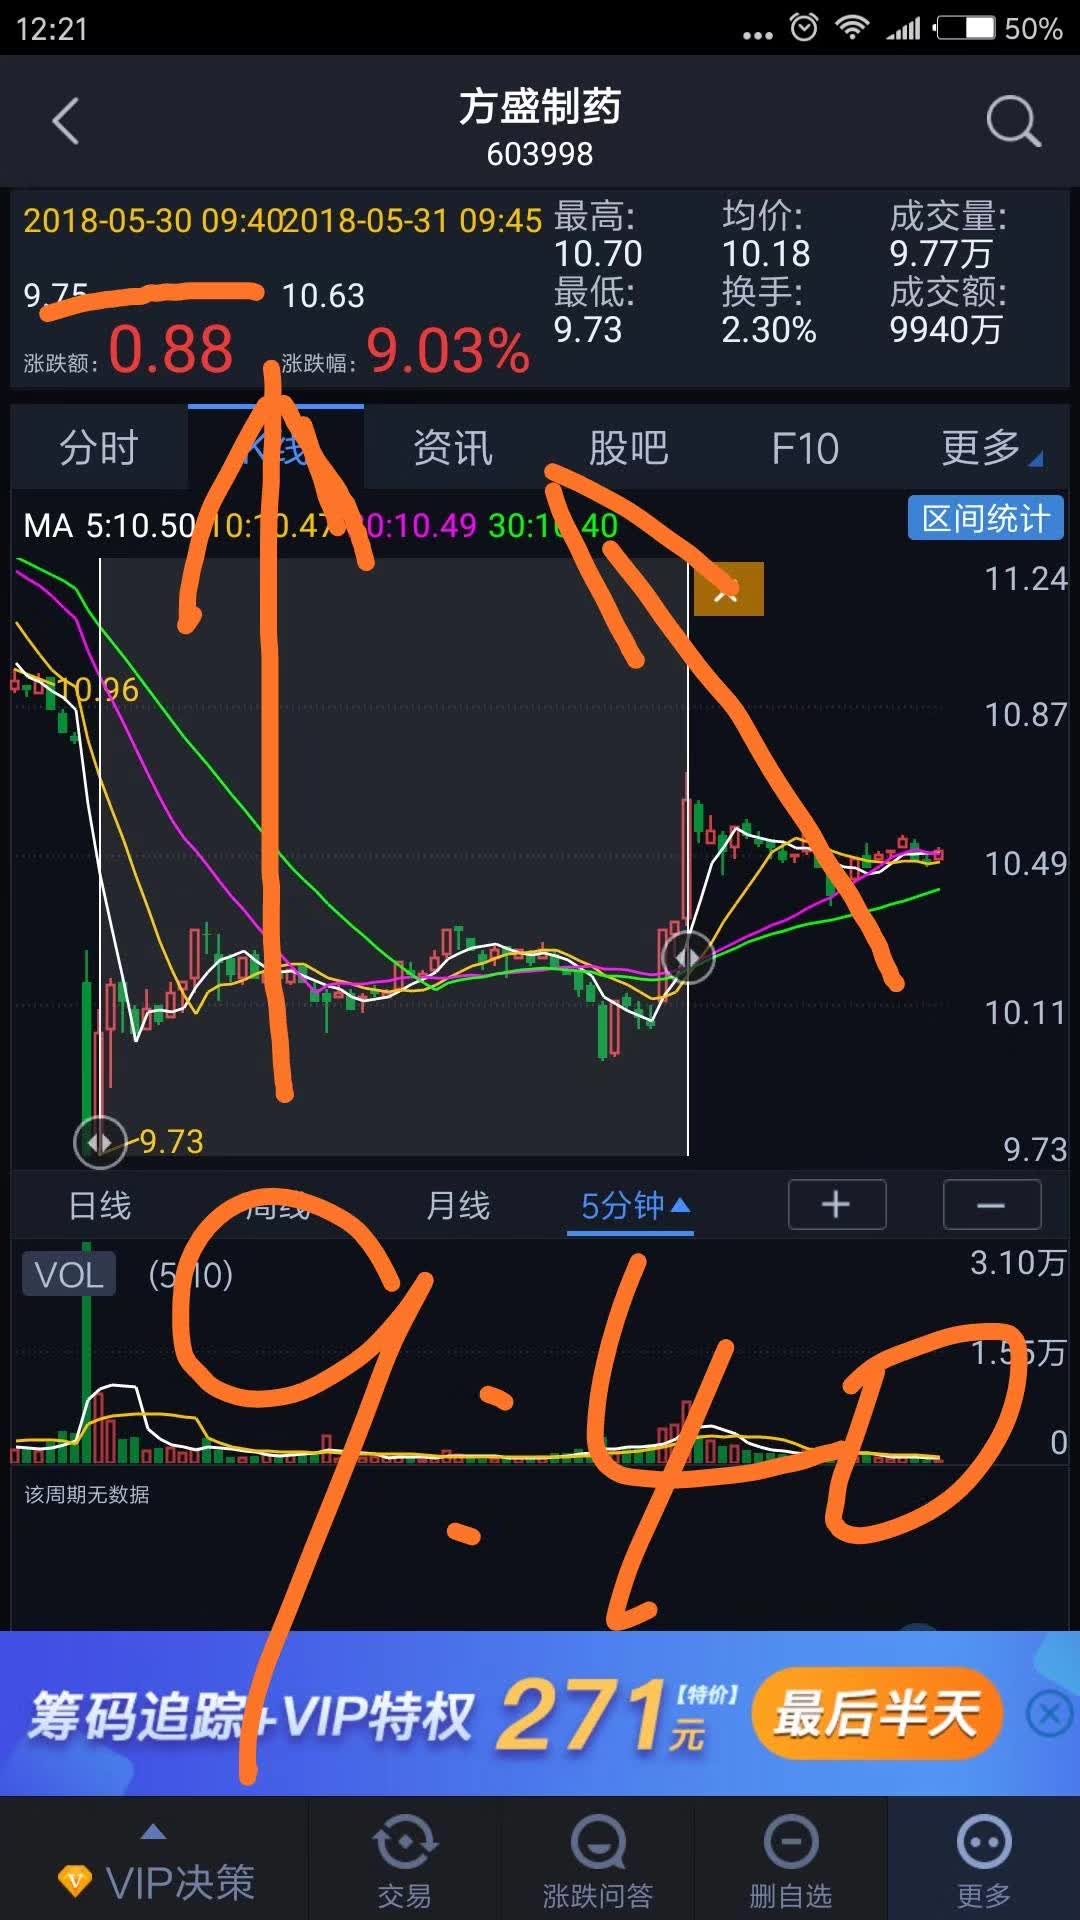 12:21
50%
方盛制药
603998
2018-05-30 09:40 2018-05-31 09:45
9.75 10.63
涨跌额: 0.88 涨跌幅: 9.03%
最高: 均价: 成交量:
10.70 10.18 9.77万
最低: 换手: 成交额:
9.73 2.30% 9940万
分时 K线 资讯 股吧 F10 更多
MA 5:10.50 10:10.47 20:10.49 30:10.40
区间统计
11.24
10.96
10.87
10.49
10.11
9.73
9.73
日线 周线 月线 5分钟 + −
VOL (5,10)
3.10万
1.55万
0
9:40
该周期无数据
筹码追踪+VIP特权 271元 【特价】 最后半天
VIP决策 交易 涨跌问答 删自选 更多